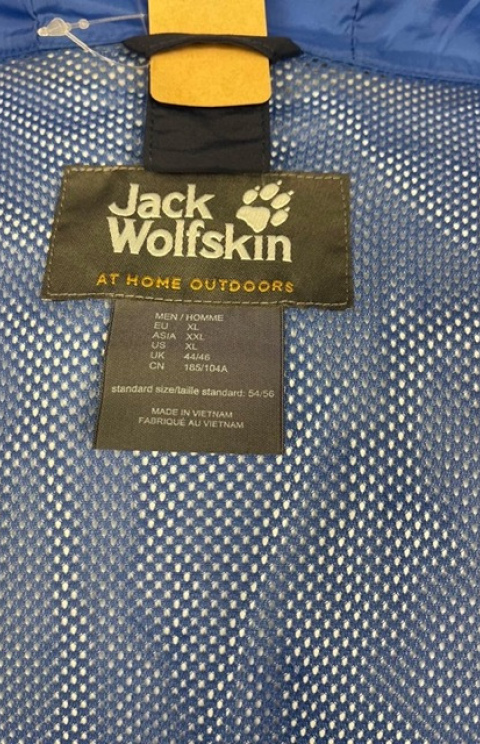 Jack
Wolfskin
AT HOME OUTDOORS
MEN / HOMME
EU XL
ASIA XXL
US XL
UK 44/46
CN 185/104A
standard size/taille standard: 54/56
MADE IN VIETNAM
FABRIQUÉ AU VIETNAM